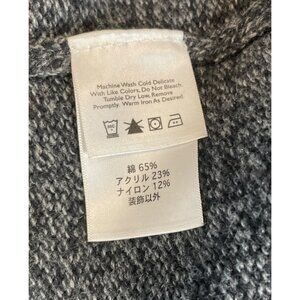 Machine Wash Cold Delicate
With Like Colors, Do Not Bleach.
Tumble Dry Low, Remove
Promptly. Warm Iron As Desired!
綿 65%
アクリル 23%
ナイロン 12%
装飾以外